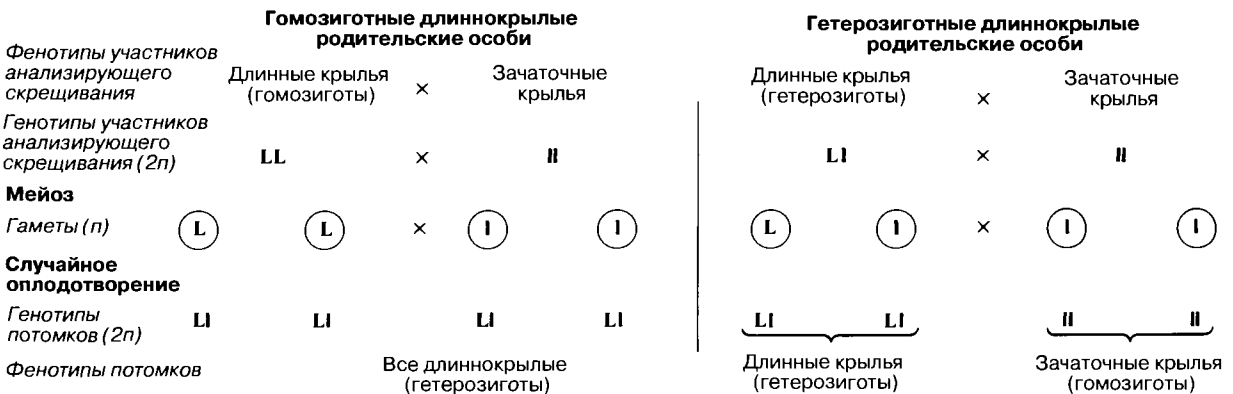 Гомозиготные длиннокрылые
родительские особи
Гетерозиготные длиннокрылые
родительские особи
Фенотипы участников
анализирующего
скрещивания
Длинные крылья
(гомозиготы)
×
Зачаточные
крылья
Длинные крылья
(гетерозиготы)
×
Зачаточные
крылья
Генотипы участников
анализирующего
скрещивания (2n)
LL × ll
Ll × ll
Мейоз
Гаметы (n) L L × l l
L l × l l
Случайное
оплодотворение
Генотипы
потомков (2n)
Ll Ll Ll Ll
Ll Ll ll ll
Фенотипы потомков
Все длиннокрылые
(гетерозиготы)
Длинные крылья
(гетерозиготы)
Зачаточные крылья
(гомозиготы)